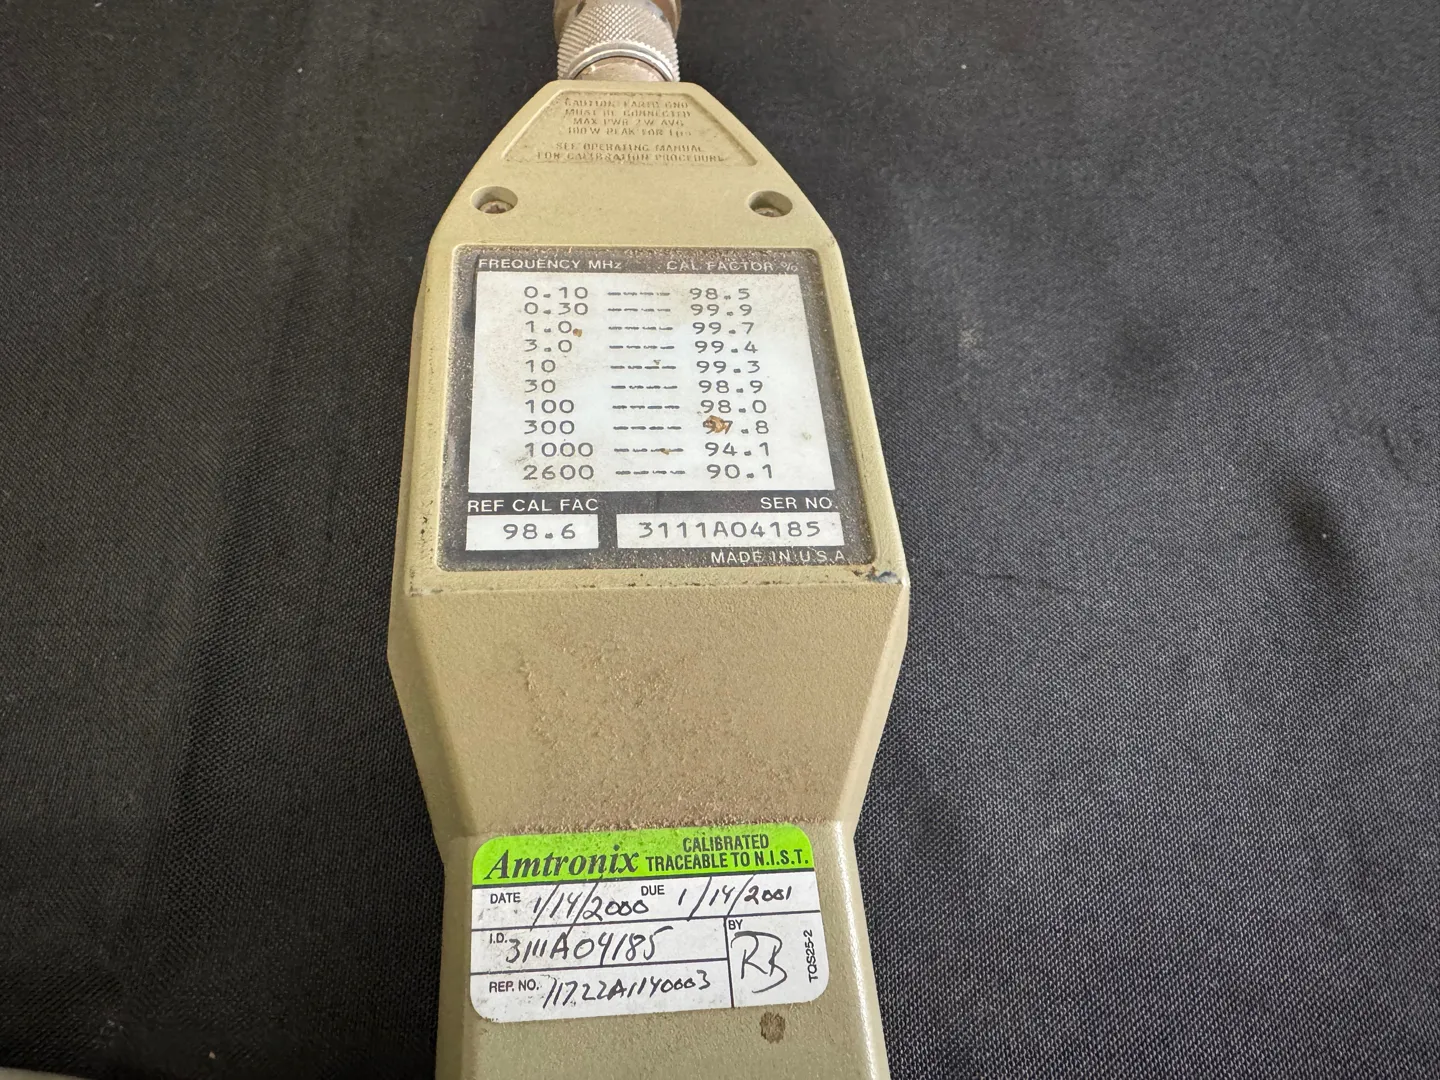 CAUTION: EARTH GND
MUST BE CONNECTED
MAX PWR 2W AVG
100W PEAK FOR 1µs
SEE OPERATING MANUAL
FOR CALIBRATION PROCEDURE
FREQUENCY MHz CAL FACTOR %
0.10 ---- 98.5
0.30 ---- 99.9
1.0 ---- 99.7
3.0 ---- 99.4
10 ---- 99.3
30 ---- 98.9
100 ---- 98.0
300 ---- 97.8
1000 ---- 94.1
2600 ---- 90.1
REF CAL FAC SER NO.
98.6 3111A04185
MADE IN U.S.A
Amtronix CALIBRATED
TRACEABLE TO N.I.S.T.
DATE 1/14/2000 DUE 1/14/2001
I.D. 3111A04185 BY RB
REP. NO. 11722A1140003
TQS25-2